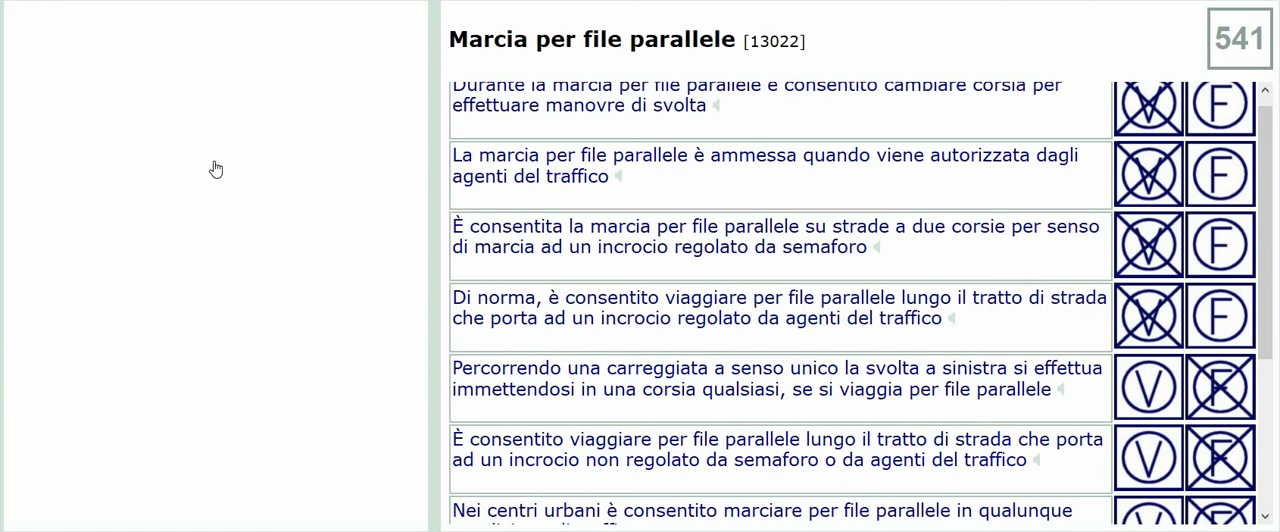 Marcia per file parallele [13022]
541
Durante la marcia per file parallele è consentito cambiare corsia per
effettuare manovre di svolta
V F
La marcia per file parallele è ammessa quando viene autorizzata dagli
agenti del traffico
V F
È consentita la marcia per file parallele su strade a due corsie per senso
di marcia ad un incrocio regolato da semaforo
V F
Di norma, è consentito viaggiare per file parallele lungo il tratto di strada
che porta ad un incrocio regolato da agenti del traffico
V F
Percorrendo una carreggiata a senso unico la svolta a sinistra si effettua
immettendosi in una corsia qualsiasi, se si viaggia per file parallele
V F
È consentito viaggiare per file parallele lungo il tratto di strada che porta
ad un incrocio non regolato da semaforo o da agenti del traffico
V F
Nei centri urbani è consentito marciare per file parallele in qualunque